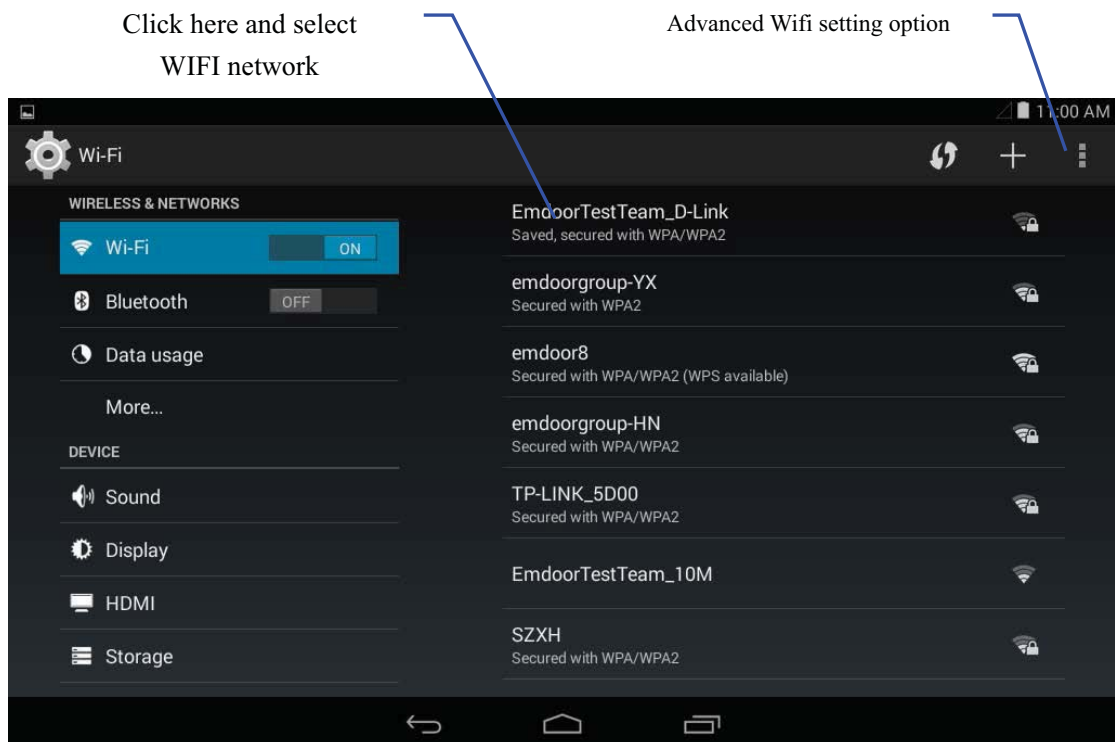 Click here and select
WIFI network
Advanced Wifi setting option
11:00 AM
Wi-Fi
WIRELESS & NETWORKS
Wi-Fi ON
Bluetooth OFF
Data usage
More...
DEVICE
Sound
Display
HDMI
Storage
EmdoorTestTeam_D-Link
Saved, secured with WPA/WPA2
emdoorgroup-YX
Secured with WPA2
emdoor8
Secured with WPA/WPA2 (WPS available)
emdoorgroup-HN
Secured with WPA/WPA2
TP-LINK_5D00
Secured with WPA/WPA2
EmdoorTestTeam_10M
SZXH
Secured with WPA/WPA2